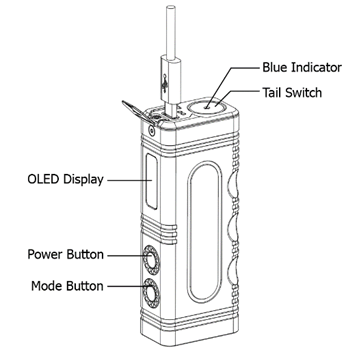 Blue Indicator
Tail Switch
OLED Display
Power Button
Mode Button